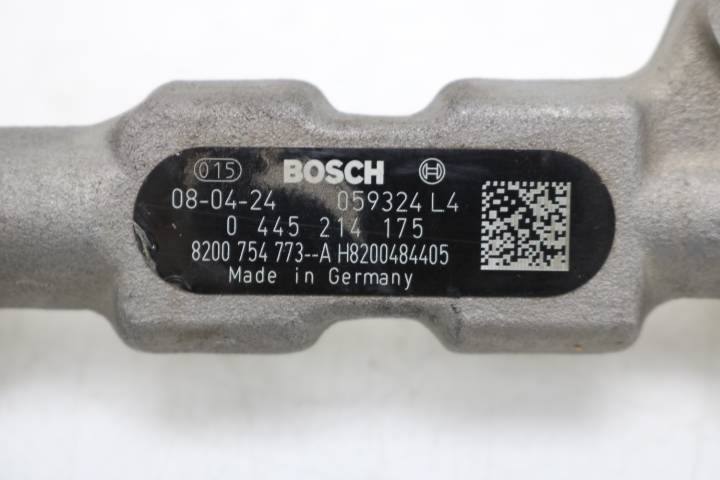 015 BOSCH
08-04-24 059324 L4
0 445 214 175
8200 754 773--A H8200484405
Made in Germany